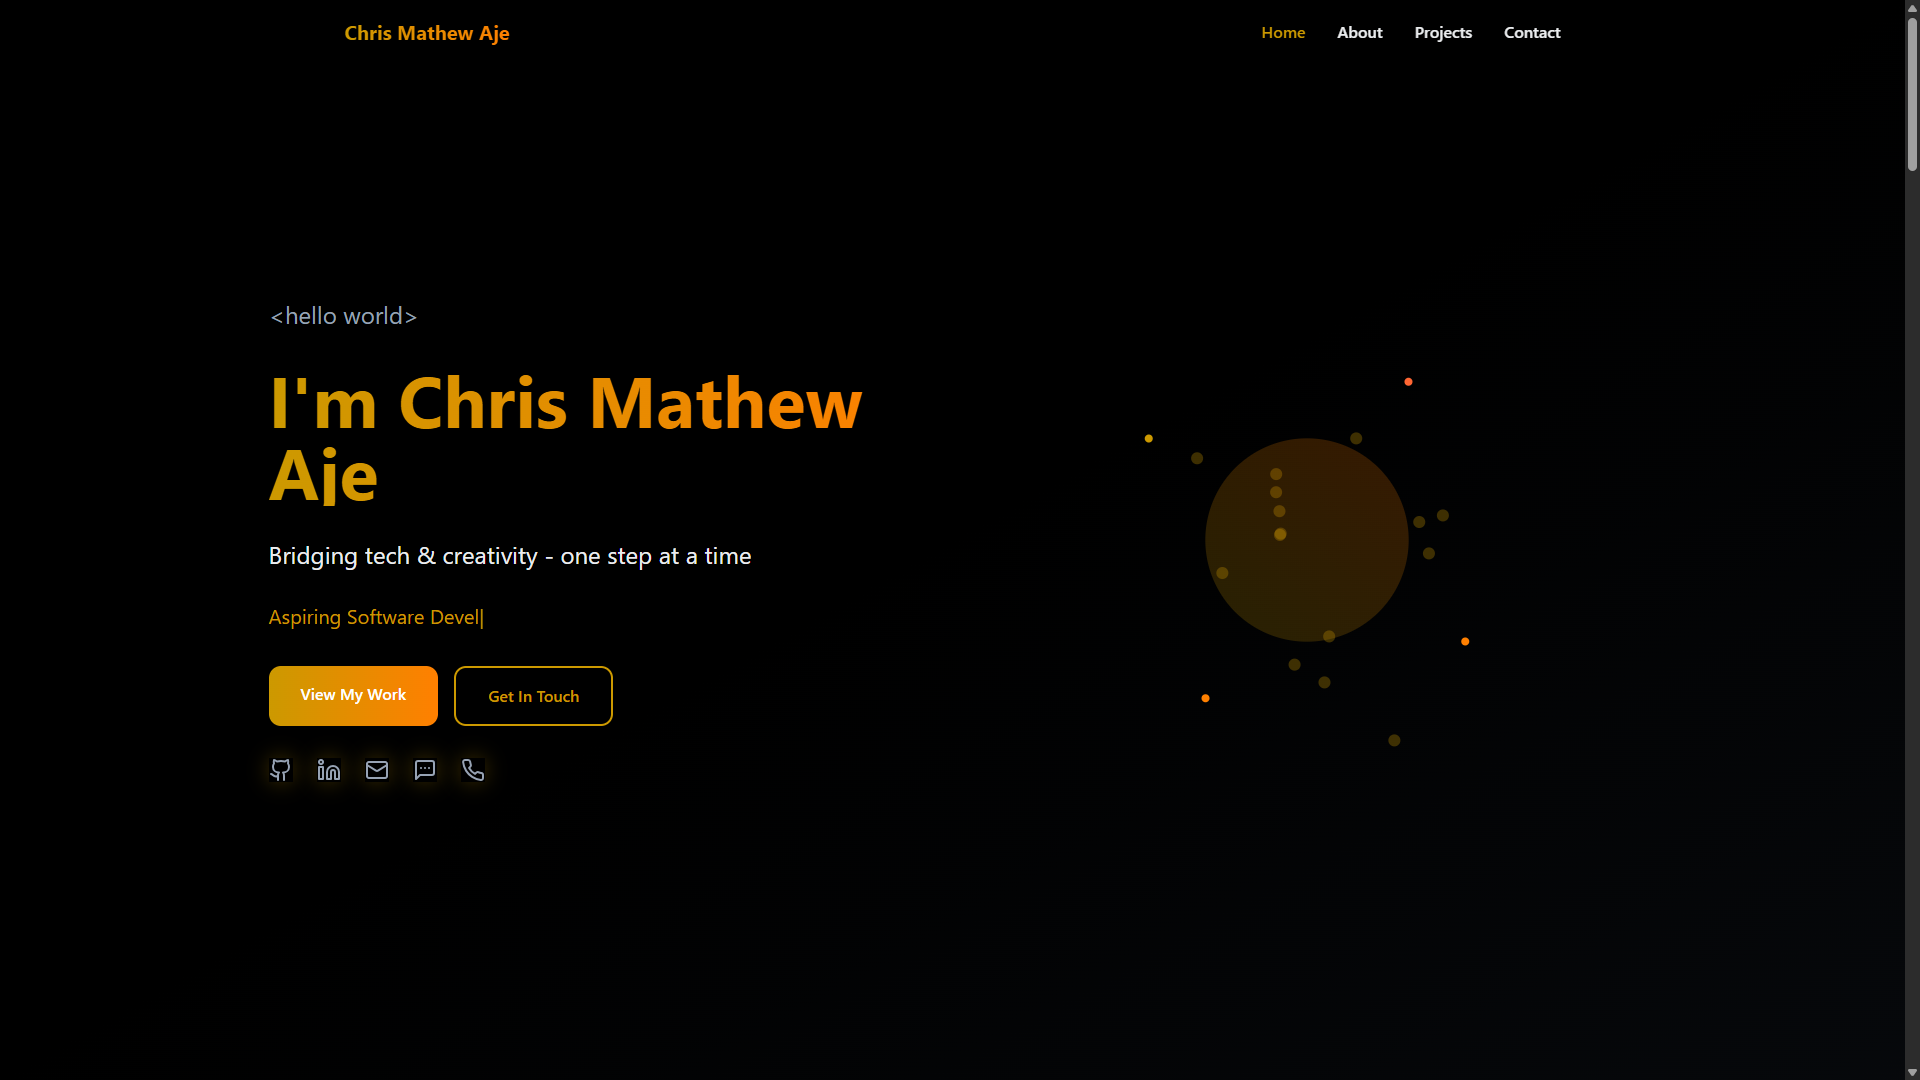 Chris Mathew Aje
Home About Projects Contact
<hello world>
I'm Chris Mathew
Aje
Bridging tech & creativity - one step at a time
Aspiring Software Devel|
View My Work
Get In Touch